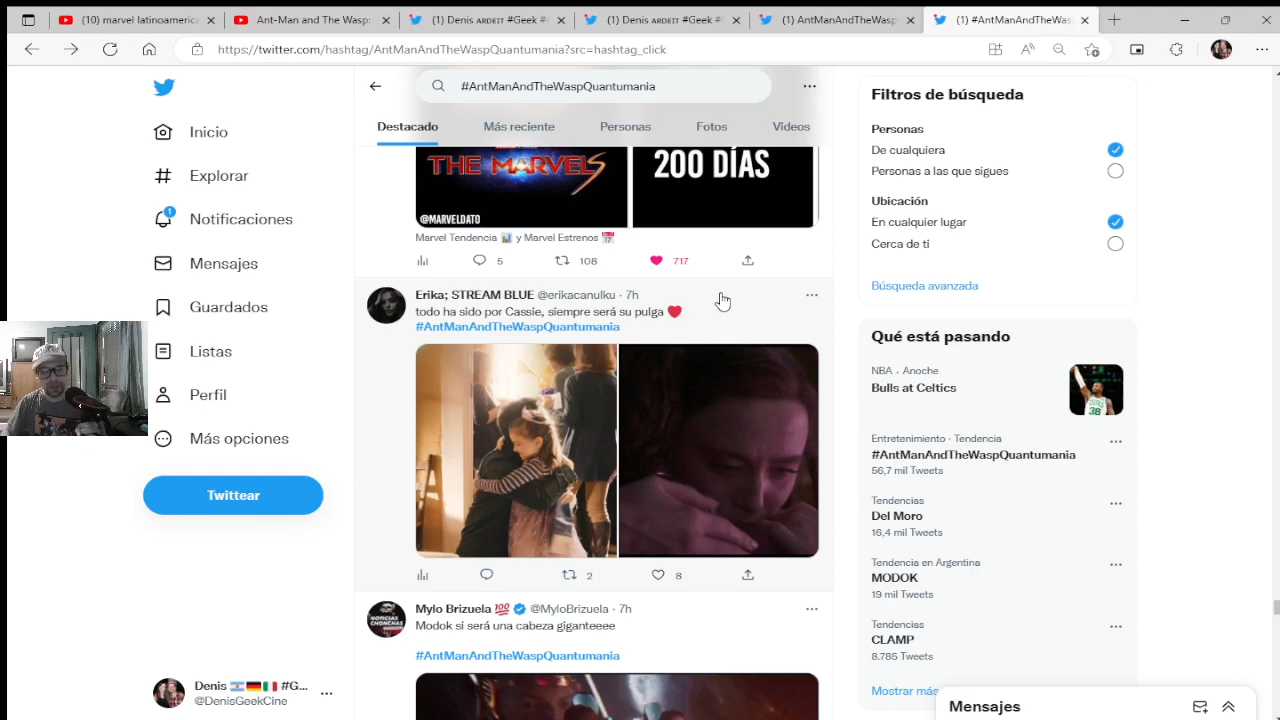 (10) marvel latinoamerica
Ant-Man and The Wasp:
(1) Denis ᴀʀᴅᴇɪᴛ #Geek #
(1) Denis ᴀʀᴅᴇɪᴛ #Geek #
(1) AntManAndTheWasp
(1) #AntManAndTheWas
https://twitter.com/hashtag/AntManAndTheWaspQuantumania?src=hashtag_click
Inicio
Explorar
1
Notificaciones
Mensajes
Guardados
Listas
Perfil
Más opciones
Twittear
Denis 🇦🇷🇩🇪🇮🇹 #G...
@DenisGeekCine
#AntManAndTheWaspQuantumania
Destacado Más reciente Personas Fotos Videos
THE MARVELS
200 DÍAS
@MARVELDATO
Marvel Tendencia 📊 y Marvel Estrenos 📅
5 108 717
Erika; STREAM BLUE @erikacanulku · 7h
todo ha sido por Cassie, siempre será su pulga ❤️
#AntManAndTheWaspQuantumania
2 8
NOTICIAS
CHONCHAS
Mylo Brizuela 💯 @MyloBrizuela · 7h
Modok si será una cabeza giganteeee
#AntManAndTheWaspQuantumania
Filtros de búsqueda
Personas
De cualquiera
Personas a las que sigues
Ubicación
En cualquier lugar
Cerca de ti
Búsqueda avanzada
Qué está pasando
NBA · Anoche
Bulls at Celtics
Entretenimiento · Tendencia
#AntManAndTheWaspQuantumania
56,7 mil Tweets
Tendencias
Del Moro
16,4 mil Tweets
Tendencia en Argentina
MODOK
19 mil Tweets
Tendencias
CLAMP
8.785 Tweets
Mostrar más
Mensajes